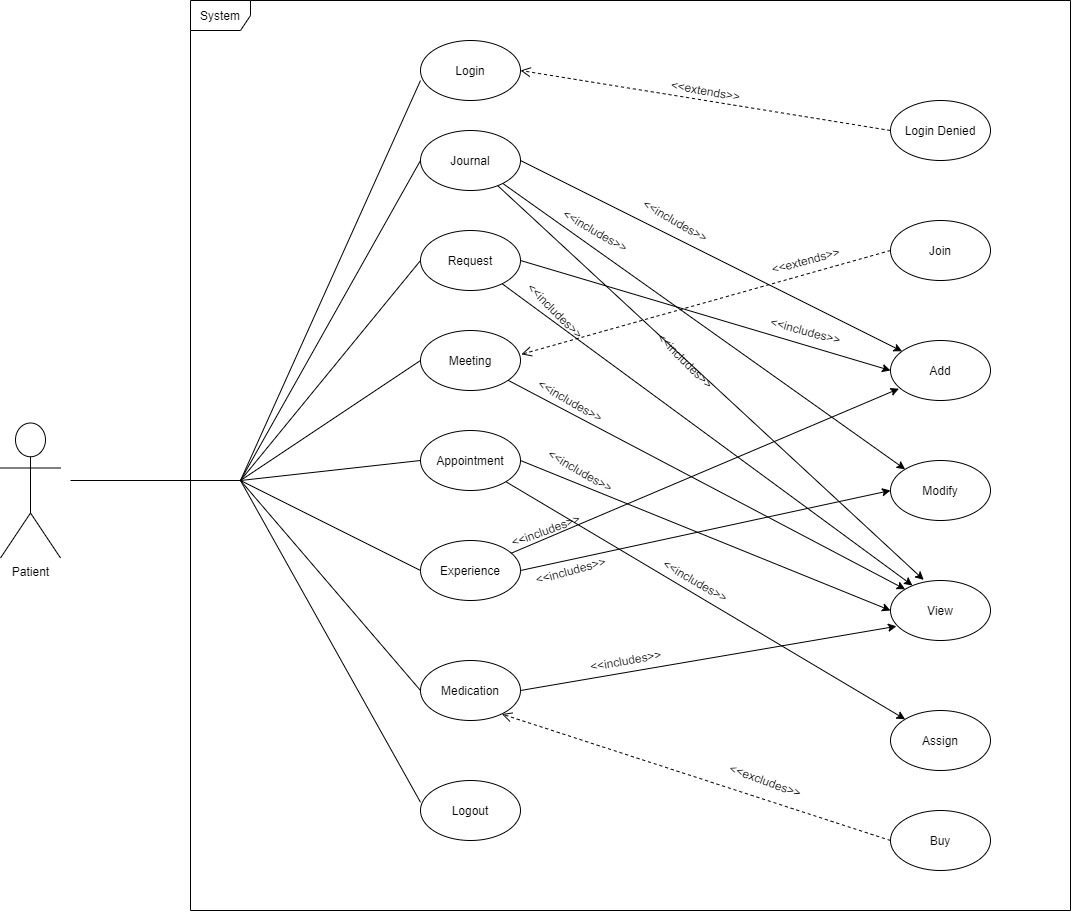 System
Login
<<extends>>
Login Denied
Journal
<<includes>>
<<includes>>
Request
<<extends>>
Join
<<includes>>
<<includes>>
<<includes>>
Meeting
Add
<<includes>>
Appointment
<<includes>>
Modify
<<includes>>
Experience
<<includes>>
<<includes>>
Patient
View
<<includes>>
Medication
Assign
<<excludes>>
Logout
Buy